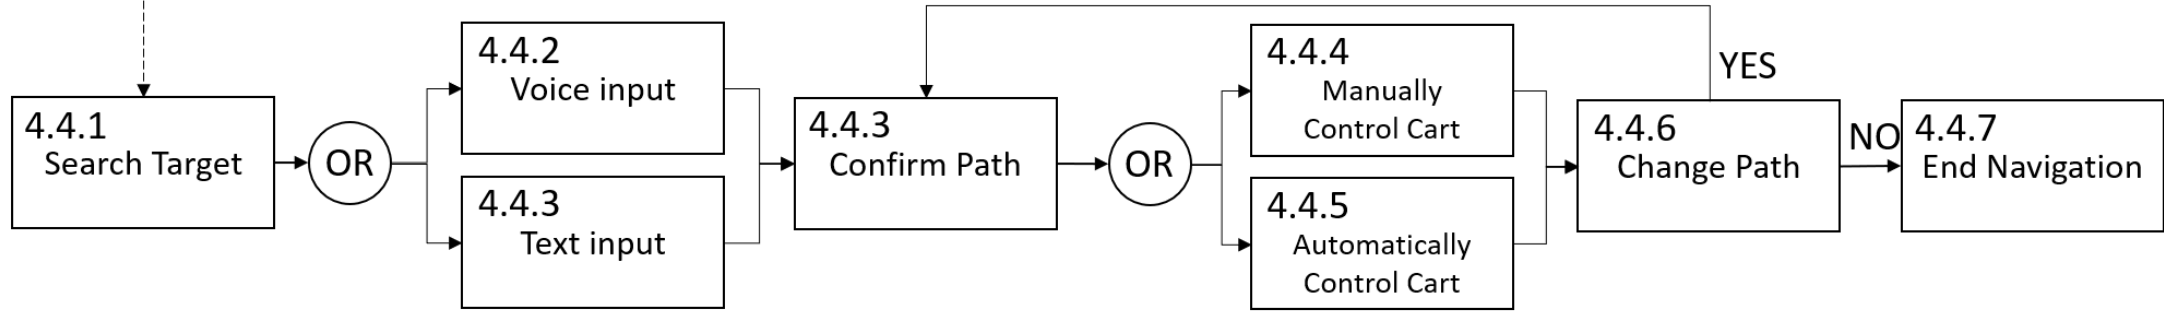 4.4.1
Search Target
OR
4.4.2
Voice input
4.4.3
Text input
4.4.3
Confirm Path
OR
4.4.4
Manually
Control Cart
4.4.5
Automatically
Control Cart
4.4.6
Change Path
YES
NO
4.4.7
End Navigation